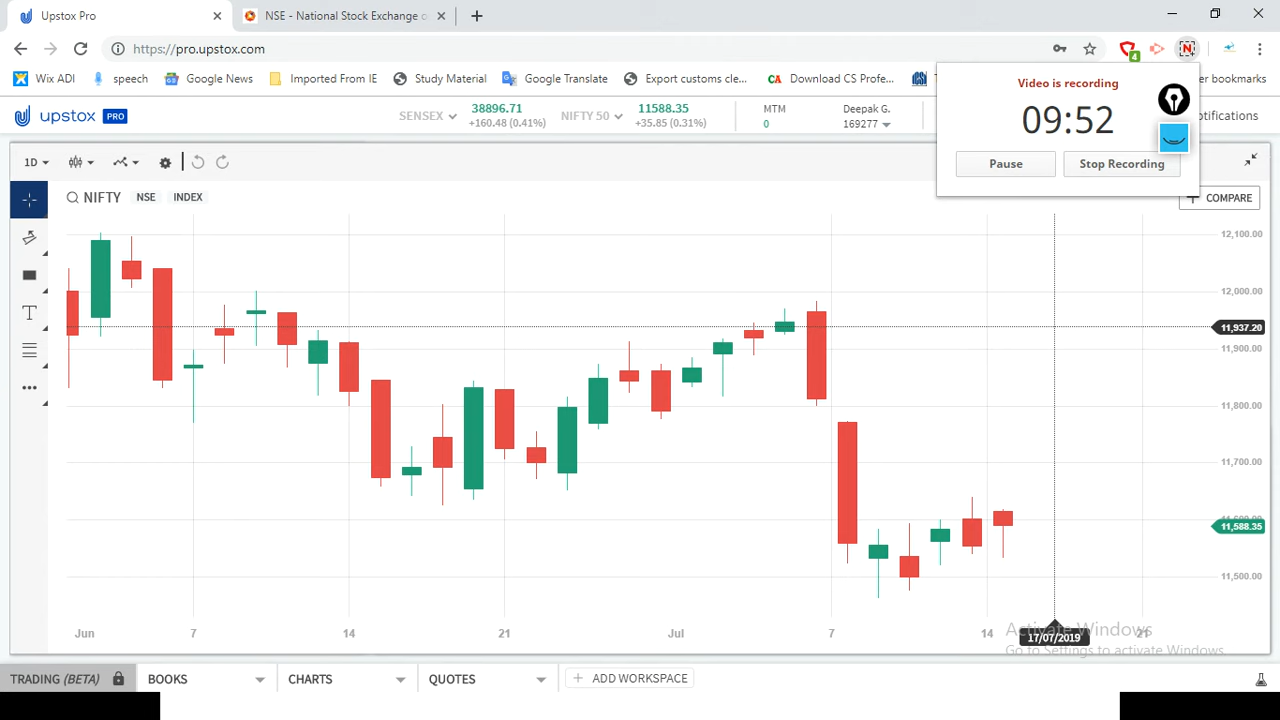 Upstox Pro
NSE - National Stock Exchange o
https://pro.upstox.com
4
N
Wix ADI
speech
Google News
Imported From IE
Study Material
Google Translate
Export customs cle...
CA
Download CS Profe...
T
her bookmarks
upstox PRO
SENSEX
38896.71
+160.48 (0.41%)
NIFTY 50
11588.35
+35.85 (0.31%)
MTM
0
Deepak G.
169277
otifications
Video is recording
09:52
Pause
Stop Recording
1D
NIFTY NSE INDEX
COMPARE
T
12,100.00
12,000.00
11,937.20
11,900.00
11,800.00
11,700.00
11,588.35
11,500.00
Jun 7 14 21 Jul 7 14 21
17/07/2019
Activate Windows
Go to Settings to activate Windows.
TRADING (BETA)
BOOKS
CHARTS
QUOTES
ADD WORKSPACE